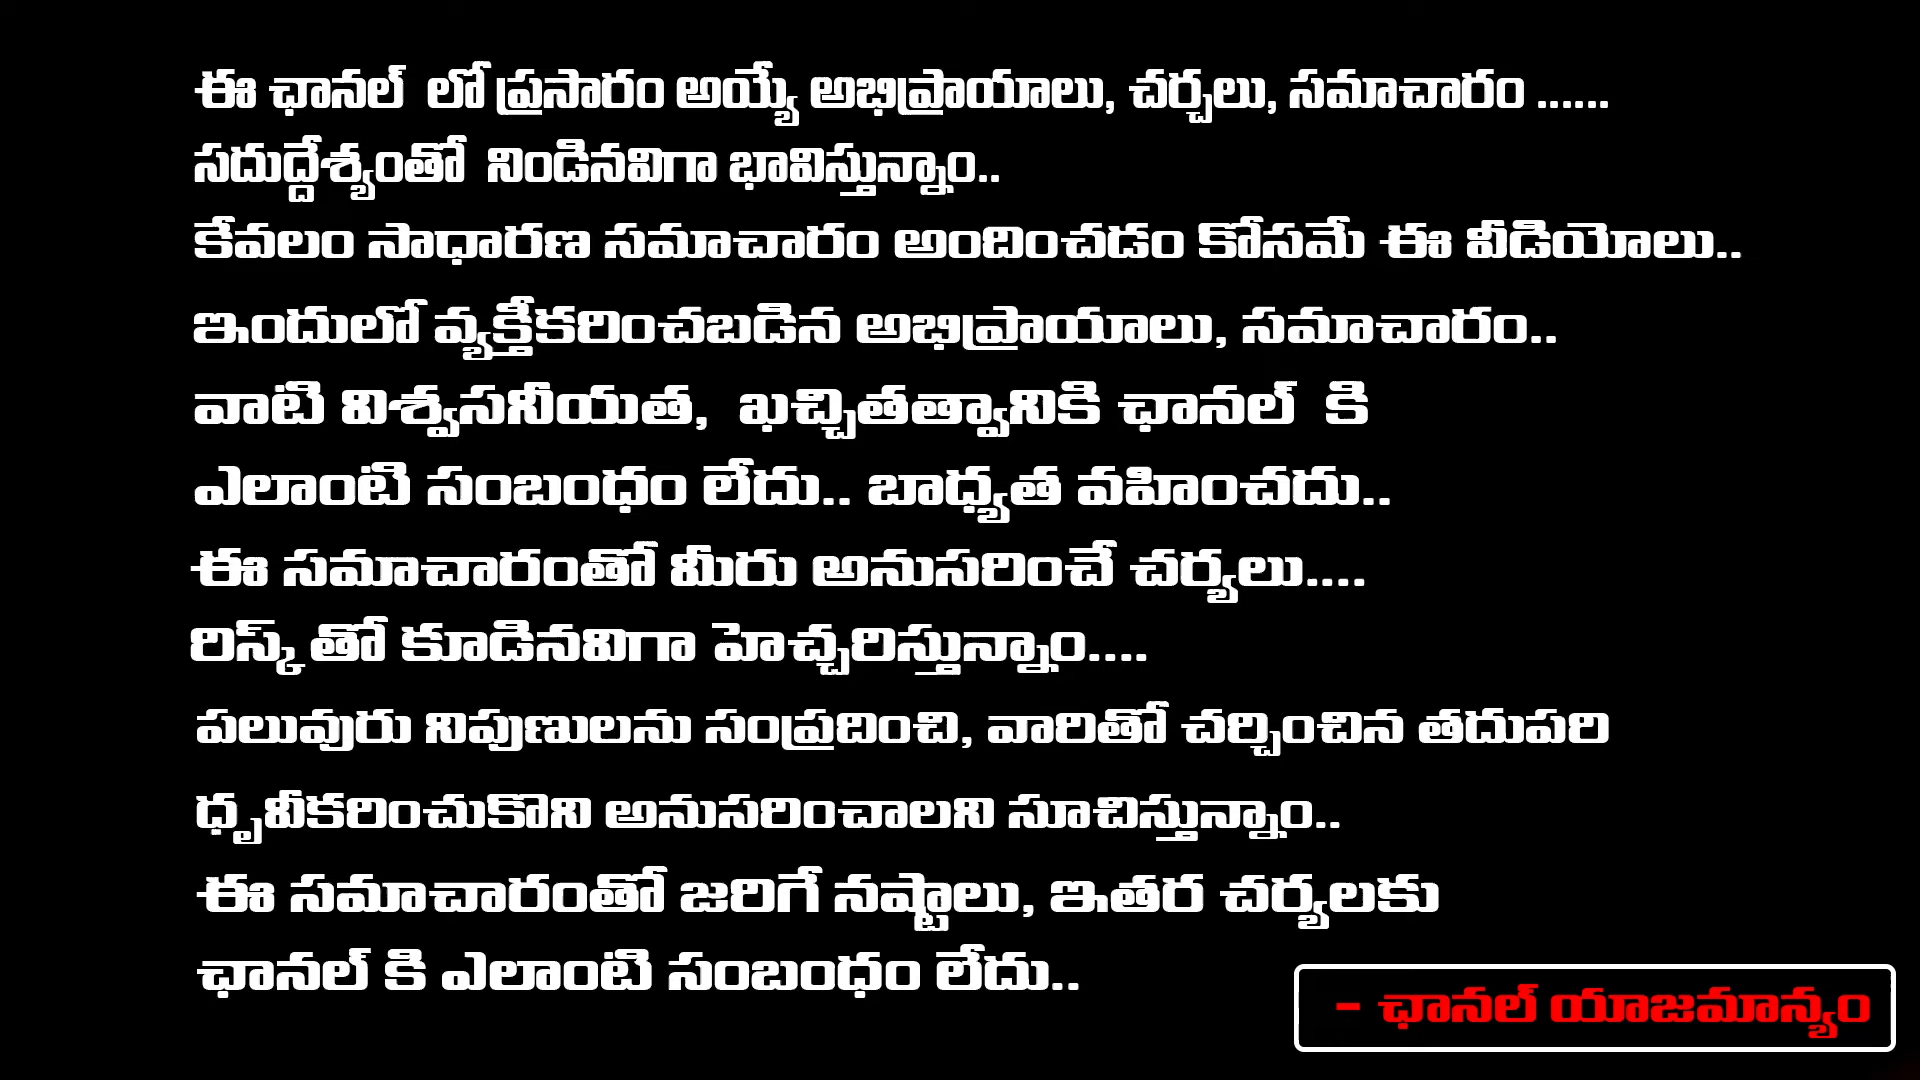 ఈ ఛానల్ లో ప్రసారం అయ్యే అభిప్రాయాలు, చర్చలు, సమాచారం ......
సదుద్దేశ్యంతో నిండినవిగా భావిస్తున్నాం..
కేవలం సాధారణ సమాచారం అందించడం కోసమే ఈ వీడియోలు..
ఇందులో వ్యక్తీకరించబడిన అభిప్రాయాలు, సమాచారం..
వాటి విశ్వసనీయత, ఖచ్చితత్వానికి ఛానల్ కి
ఎలాంటి సంబంధం లేదు.. బాధ్యత వహించదు..
ఈ సమాచారంతో మీరు అనుసరించే చర్యలు....
రిస్క్ తో కూడినవిగా హెచ్చరిస్తున్నాం....
పలువురు నిపుణులను సంప్రదించి, వారితో చర్చించిన తదుపరి
ధృవీకరించుకొని అనుసరించాలని సూచిస్తున్నాం..
ఈ సమాచారంతో జరిగే నష్టాలు, ఇతర చర్యలకు
ఛానల్ కి ఎలాంటి సంబంధం లేదు..
- ఛానల్ యాజమాన్యం